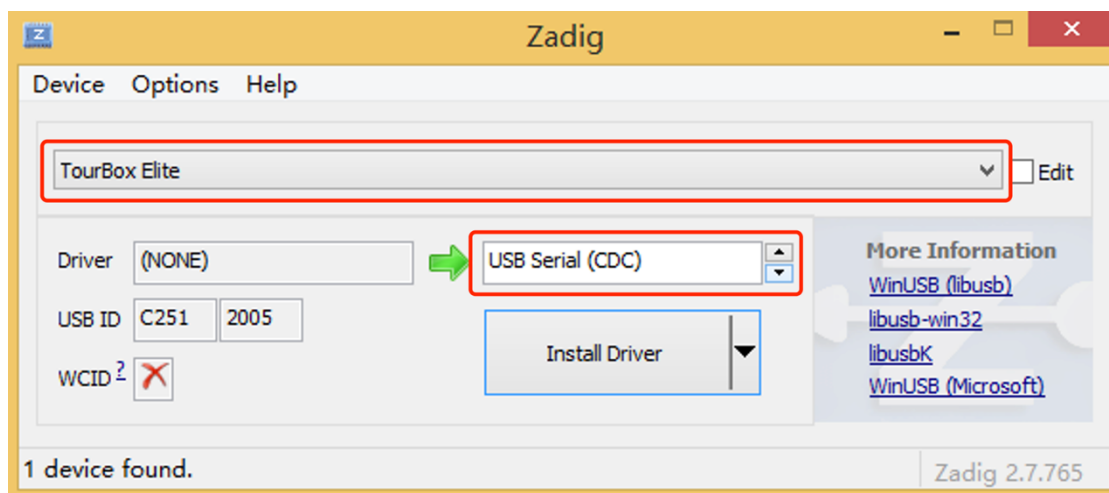 Zadig
Device Options Help
TourBox Elite
Edit
Driver (NONE) USB Serial (CDC)
USB ID C251 2005
WCID ?
Install Driver
More Information
WinUSB (libusb)
libusb-win32
libusbK
WinUSB (Microsoft)
1 device found.
Zadig 2.7.765